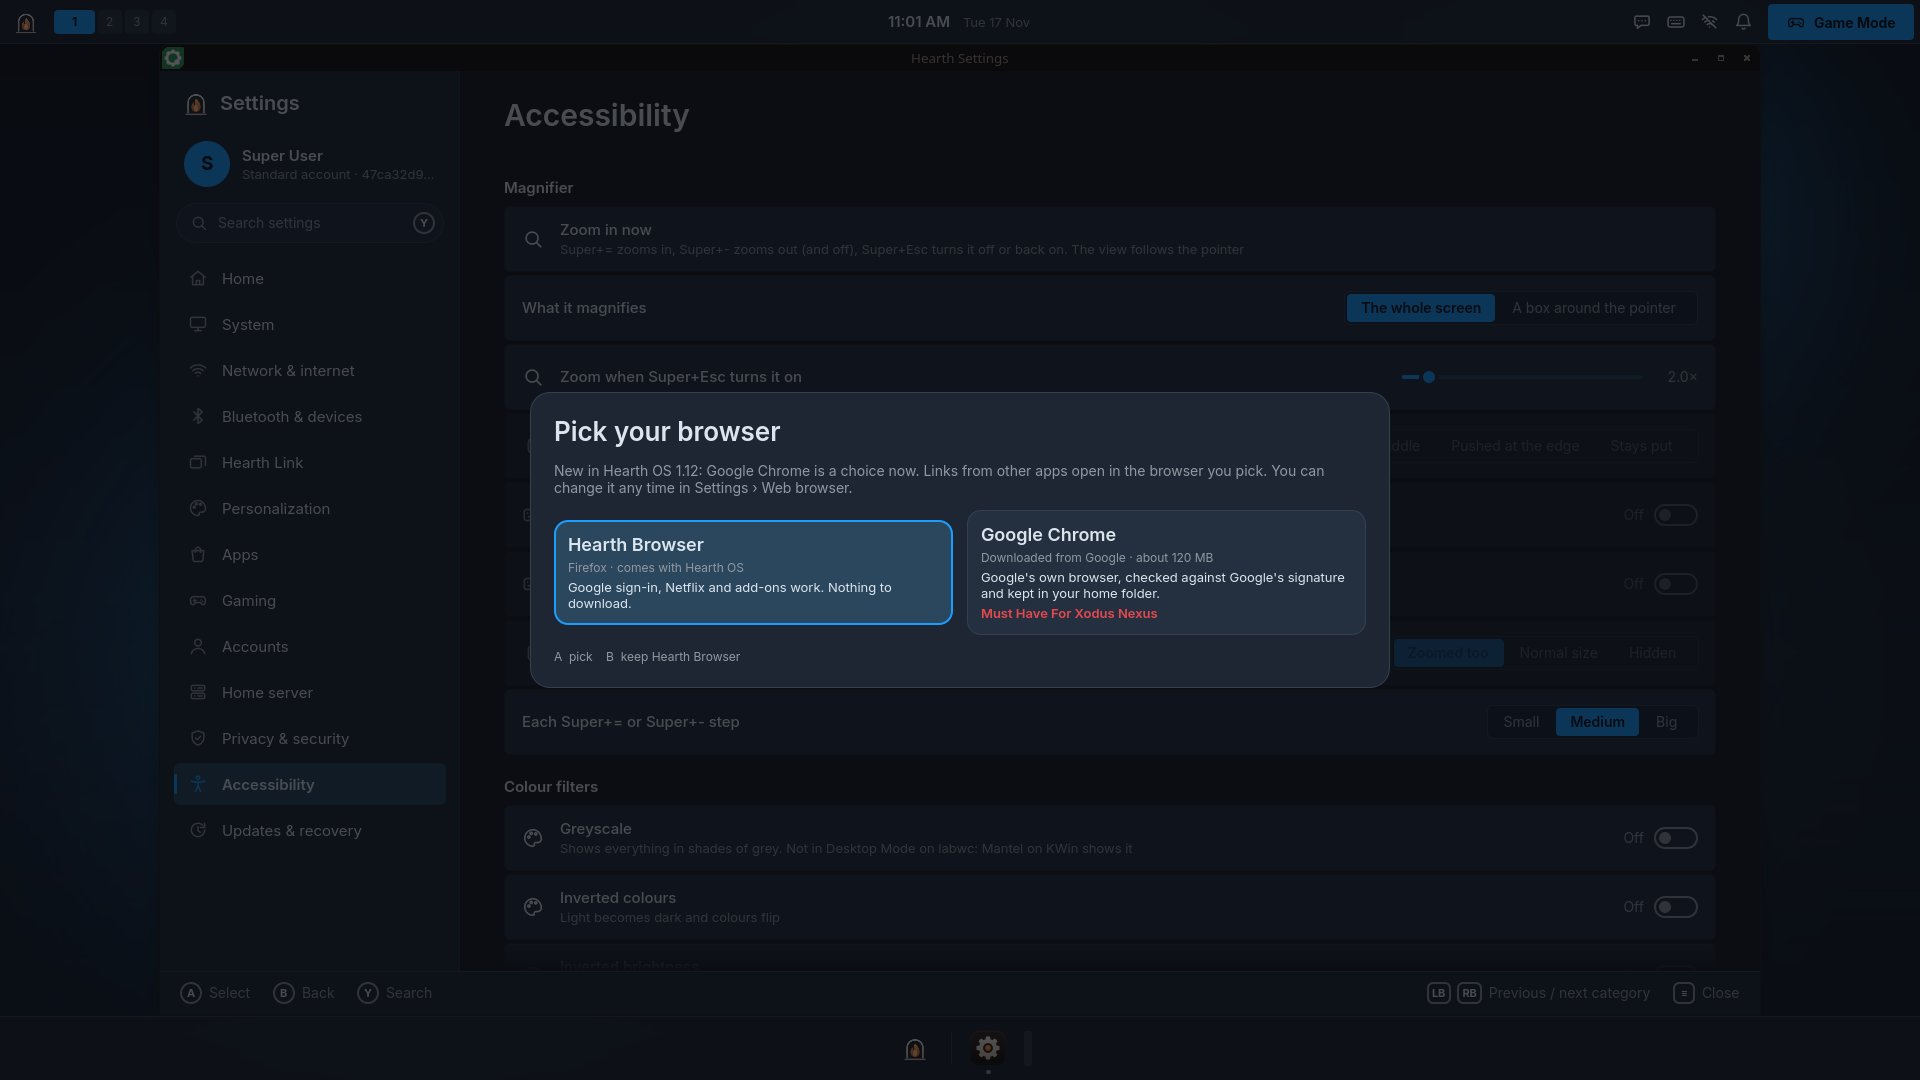 1 2 3 4
11:01 AM Tue 17 Nov
Game Mode
Hearth Settings
Settings
S
Super User
Standard account · 47ca32d9...
Search settings Y
Home
System
Network & internet
Bluetooth & devices
Hearth Link
Personalization
Apps
Gaming
Accounts
Home server
Privacy & security
Accessibility
Updates & recovery
Accessibility
Magnifier
Zoom in now
Super+= zooms in, Super+- zooms out (and off), Super+Esc turns it off or back on. The view follows the pointer
What it magnifies The whole screen A box around the pointer
Zoom when Super+Esc turns it on 2.0×
Pushed at the edge Stays put
Off
Off
Zoomed too Normal size Hidden
Pick your browser
New in Hearth OS 1.12: Google Chrome is a choice now. Links from other apps open in the browser you pick. You can
change it any time in Settings › Web browser.
Hearth Browser
Firefox · comes with Hearth OS
Google sign-in, Netflix and add-ons work. Nothing to
download.
Google Chrome
Downloaded from Google · about 120 MB
Google's own browser, checked against Google's signature
and kept in your home folder.
Must Have For Xodus Nexus
A pick B keep Hearth Browser
Each Super+= or Super+- step Small Medium Big
Colour filters
Greyscale
Shows everything in shades of grey. Not in Desktop Mode on labwc: Mantel on KWin shows it
Off
Inverted colours
Light becomes dark and colours flip
Off
Inverted brightness
A Select B Back Y Search
LB RB Previous / next category Close